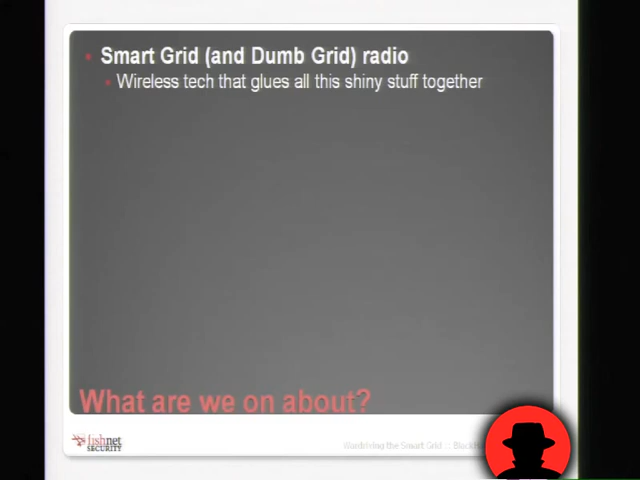 Smart Grid (and Dumb Grid) radio
Wireless tech that glues all this shiny stuff together
What are we on about?
fishnet
SECURITY
Wardriving the Smart Grid :: Black